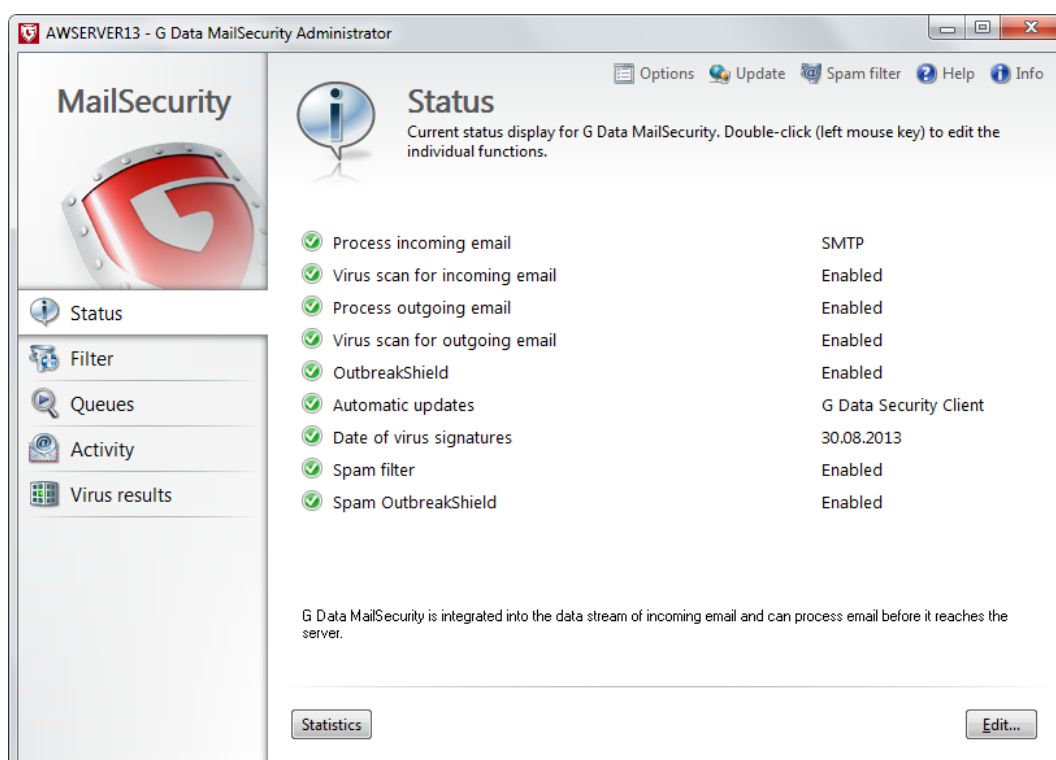 AWSERVER13 - G Data MailSecurity Administrator
MailSecurity
Options Update Spam filter Help Info
Status
Current status display for G Data MailSecurity. Double-click (left mouse key) to edit the
individual functions.
Status
Filter
Queues
Activity
Virus results
Process incoming email SMTP
Virus scan for incoming email Enabled
Process outgoing email Enabled
Virus scan for outgoing email Enabled
OutbreakShield Enabled
Automatic updates G Data Security Client
Date of virus signatures 30.08.2013
Spam filter Enabled
Spam OutbreakShield Enabled
G Data MailSecurity is integrated into the data stream of incoming email and can process email before it reaches the
server.
Statistics Edit...